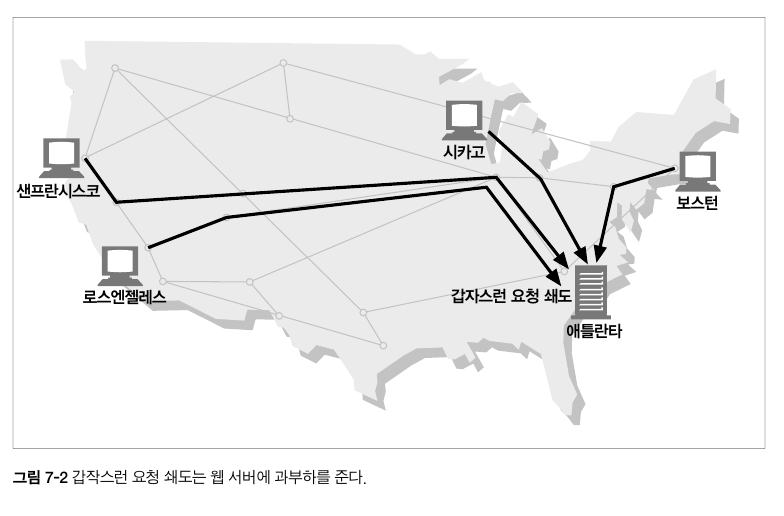 시카고
샌프란시스코
보스턴
로스엔젤레스
갑자스런 요청 쇄도
애틀란타
그림 7-2 갑작스런 요청 쇄도는 웹 서버에 과부하를 준다.